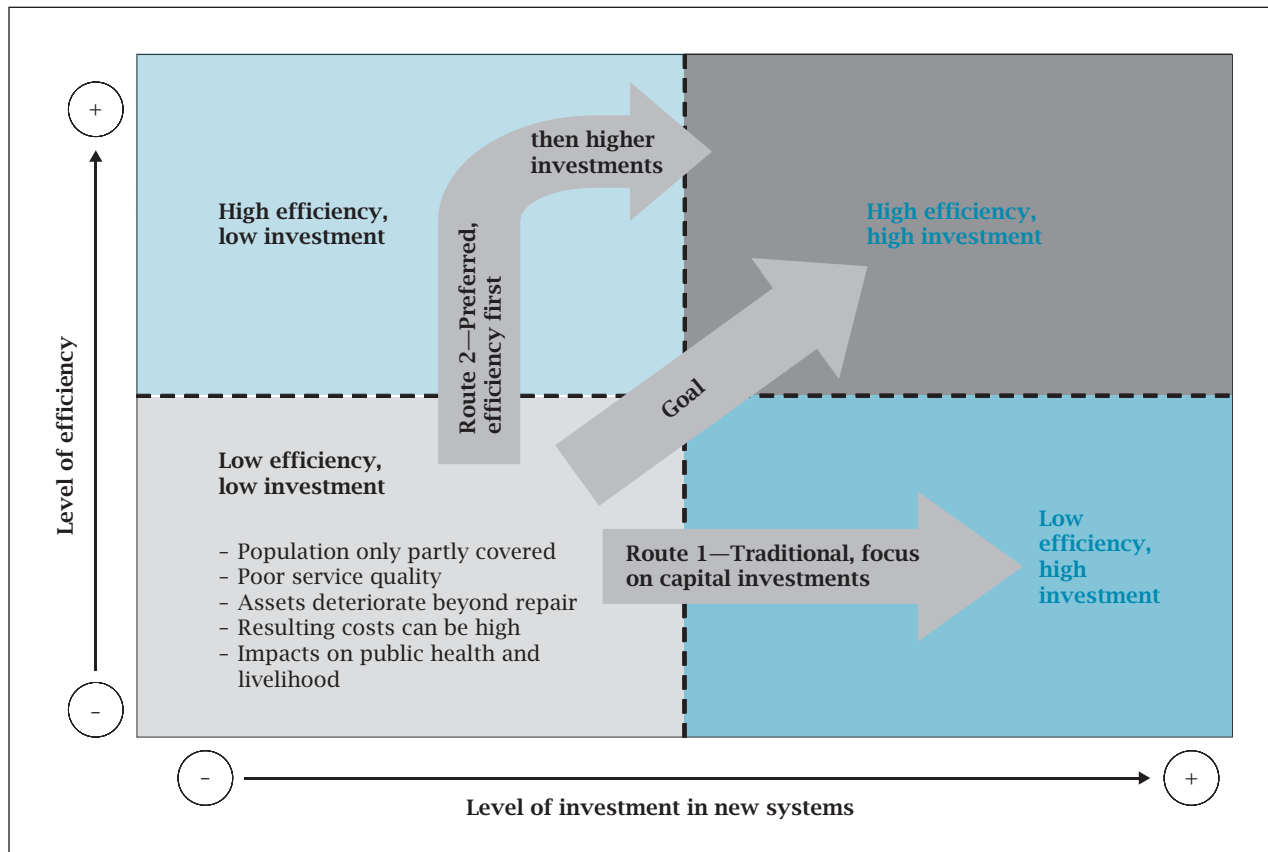 +
then higher
investments
High efficiency,
low investment
High efficiency,
high investment
Route 2—Preferred,
efficiency first
Goal
Level of efficiency
Low efficiency,
low investment
– Population only partly covered
– Poor service quality
– Assets deteriorate beyond repair
– Resulting costs can be high
– Impacts on public health and
livelihood
Route 1—Traditional, focus
on capital investments
Low
efficiency,
high
investment
–
–
+
Level of investment in new systems